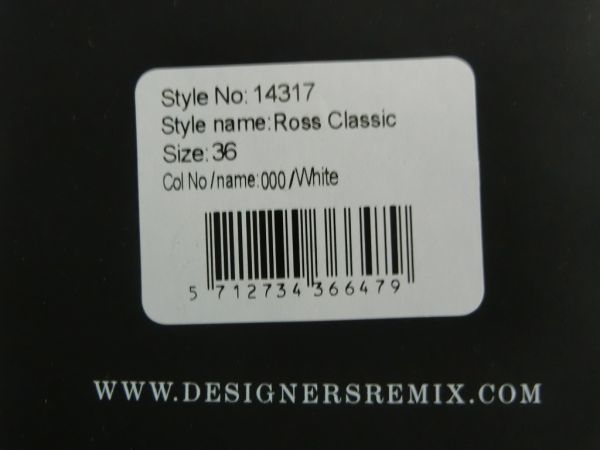 Style No: 14317
Style name:Ross Classic
Size:36
Col No/name:000/White
5 712734 366479
WWW.DESIGNERSREMIX.COM